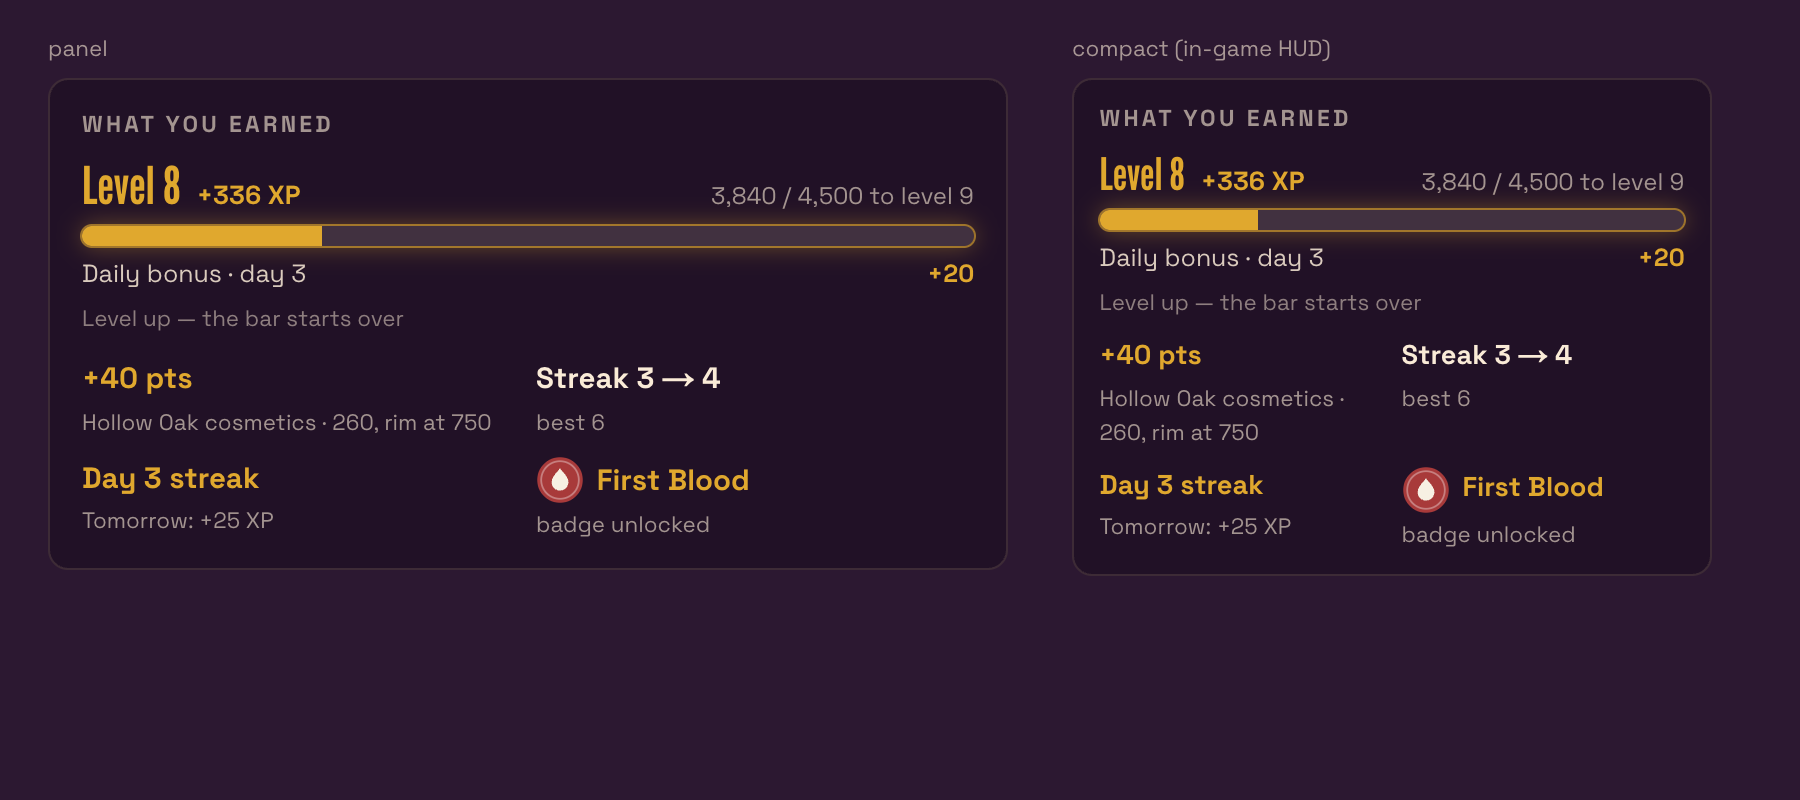 panel
WHAT YOU EARNED
Level 8 +336 XP 3,840 / 4,500 to level 9
Daily bonus · day 3 +20
Level up — the bar starts over
+40 pts
Hollow Oak cosmetics · 260, rim at 750
Streak 3 → 4
best 6
Day 3 streak
Tomorrow: +25 XP
First Blood
badge unlocked
compact (in-game HUD)
WHAT YOU EARNED
Level 8 +336 XP 3,840 / 4,500 to level 9
Daily bonus · day 3 +20
Level up — the bar starts over
+40 pts
Hollow Oak cosmetics ·
260, rim at 750
Streak 3 → 4
best 6
Day 3 streak
Tomorrow: +25 XP
First Blood
badge unlocked